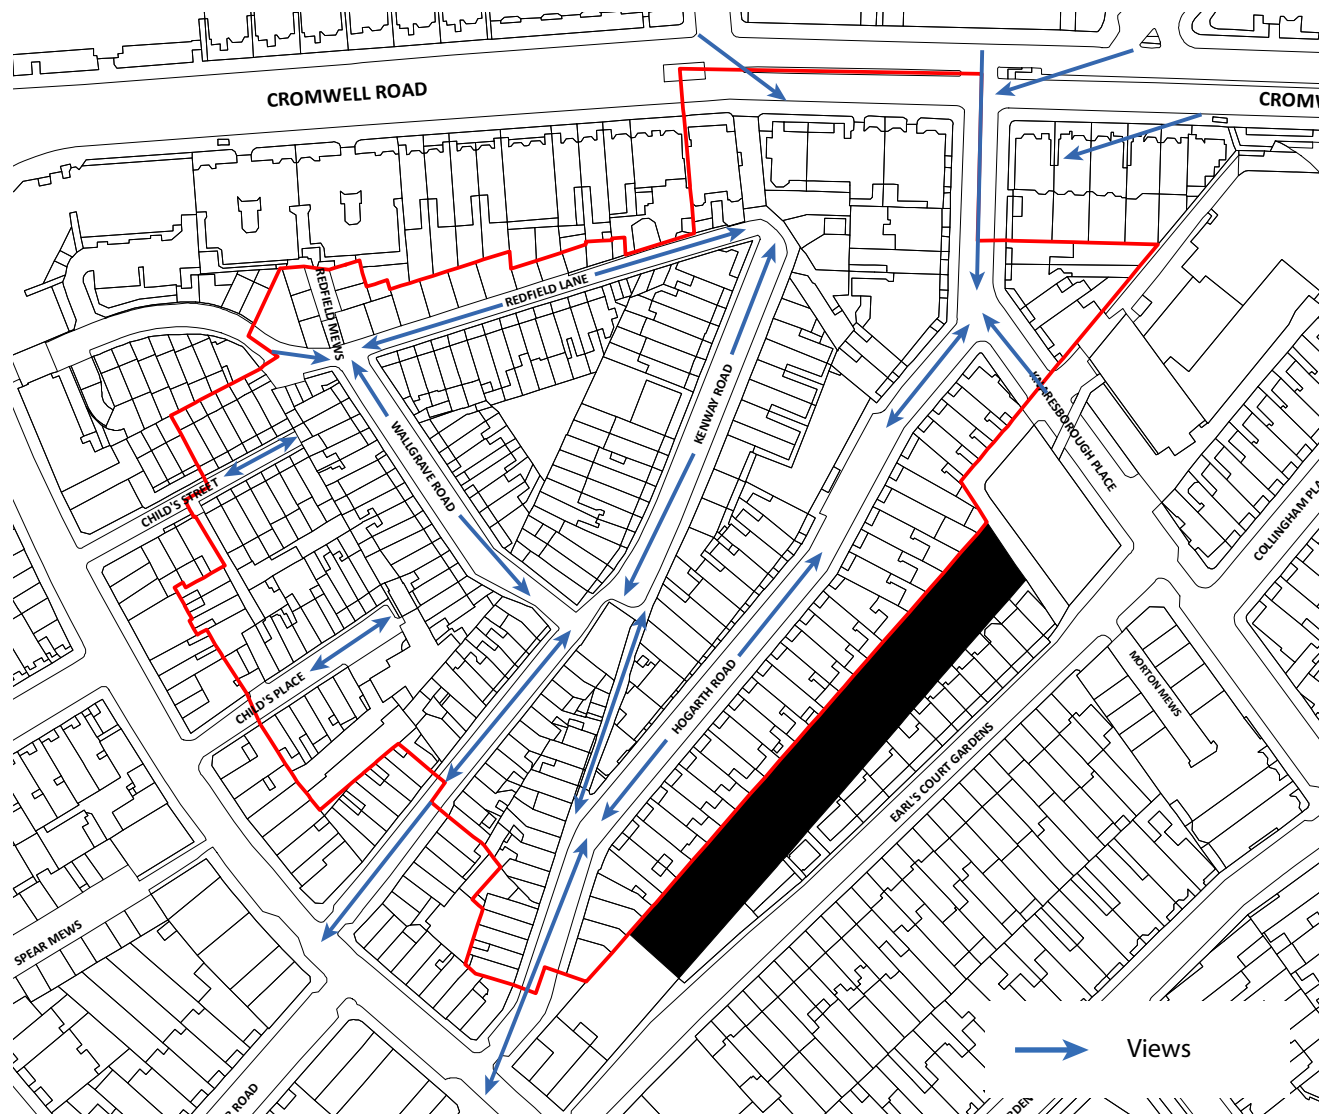 CROMWELL ROAD
CROMW
REDFIELD MEWS
REDFIELD LANE
KENWAY ROAD
KNARESBOROUGH PLACE
WALLGRAVE ROAD
CHILD'S STREET
COLLINGHAM PLA
CHILD'S PLACE
HOGARTH ROAD
MORTON MEWS
EARL'S COURT GARDENS
SPEAR MEWS
Views
ROAD